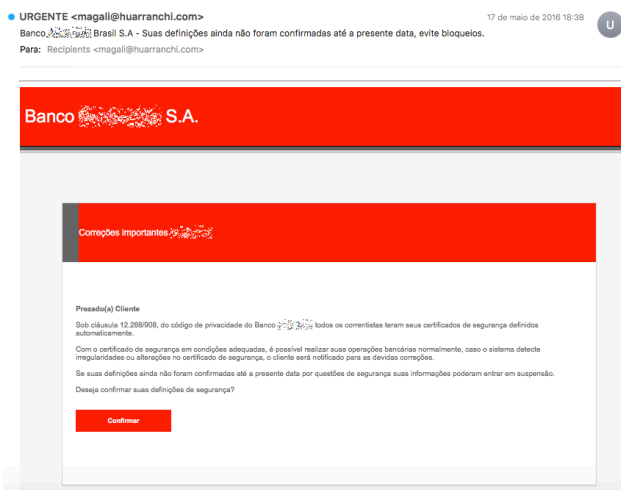 URGENTE <magali@huarranchi.com>
17 de maio de 2016 18:38
U
Banco Brasil S.A - Suas definições ainda não foram confirmadas até a presente data, evite bloqueios.
Para: Recipients <magali@huarranchi.com>
Banco S.A.
Correções Importantes
Prezado(a) Cliente
Sob cláusula 12.288/908, do código de privacidade do Banco todos os correntistas teram seus certificados de segurança definidos
automaticamente.
Com o certificado de segurança em condições adequadas, é possível realizar suas operações bancárias normalmente, caso o sistema detecte
irregularidades ou alterações no certificado de segurança, o cliente será notificado para as devidas correções.
Se suas definições ainda não foram confirmadas até a presente data por questões de segurança suas informações poderam entrar em suspensão.
Deseja confirmar suas definições de segurança?
Confirmar